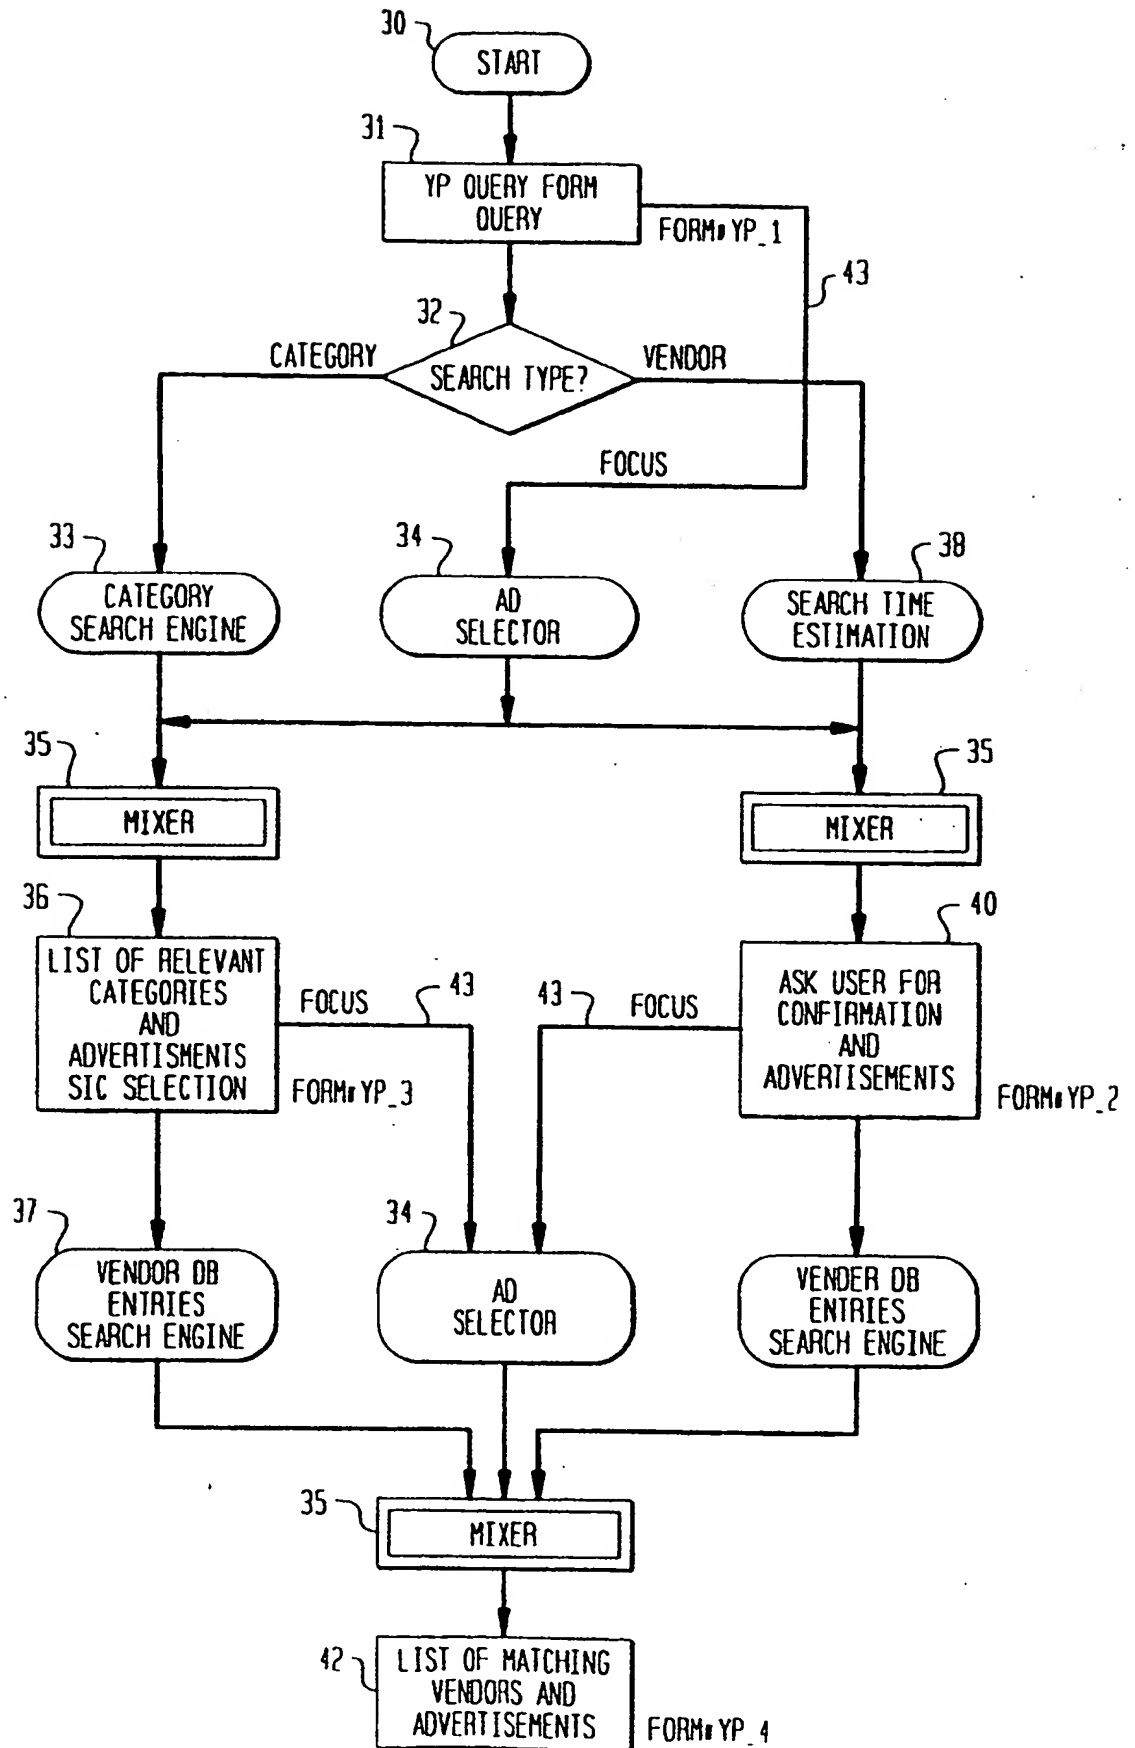 30
START
31
YP QUERY FORM
QUERY
FORM#YP_1
43
32
CATEGORY
SEARCH TYPE?
VENDOR
FOCUS
33
CATEGORY
SEARCH ENGINE
34
AD
SELECTOR
38
SEARCH TIME
ESTIMATION
35
MIXER
35
MIXER
36
LIST OF RELEVANT
CATEGORIES
AND
ADVERTISMENTS
SIC SELECTION
FORM#YP_3
FOCUS
43
43
FOCUS
40
ASK USER FOR
CONFIRMATION
AND
ADVERTISEMENTS
FORM#YP_2
37
VENDOR DB
ENTRIES
SEARCH ENGINE
34
AD
SELECTOR
VENDER DB
ENTRIES
SEARCH ENGINE
35
MIXER
42
LIST OF MATCHING
VENDORS AND
ADVERTISEMENTS
FORM#YP_4